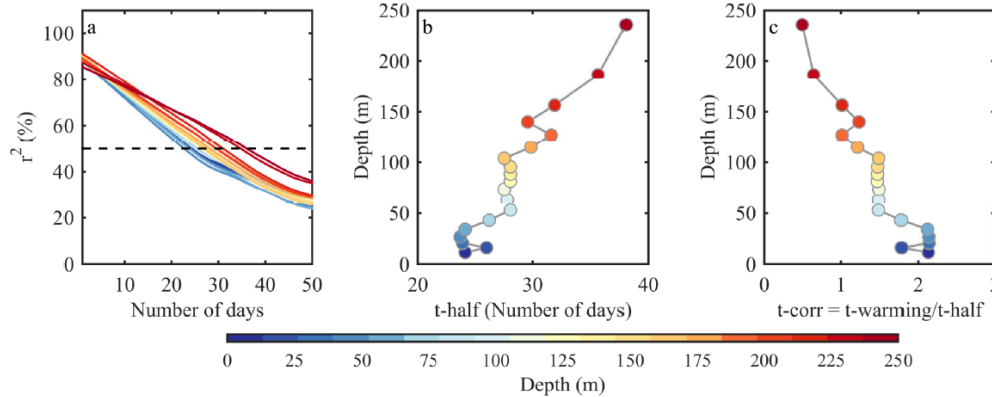 a
r² (%)
100
80
60
40
20
0
10 20 30 40 50
Number of days
b
Depth (m)
250
200
150
100
50
0
20 30 40
t-half (Number of days)
c
Depth (m)
250
200
150
100
50
0
0 1 2 3
t-corr = t-warming/t-half
0 25 50 75 100 125 150 175 200 225 250
Depth (m)